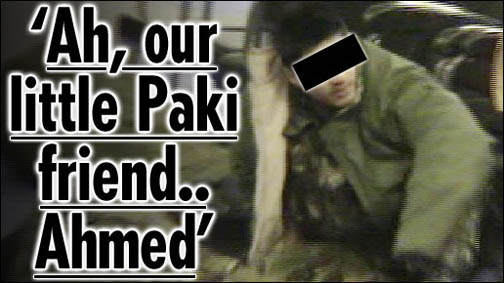 ‘Ah, our
little Paki
friend..
Ahmed’